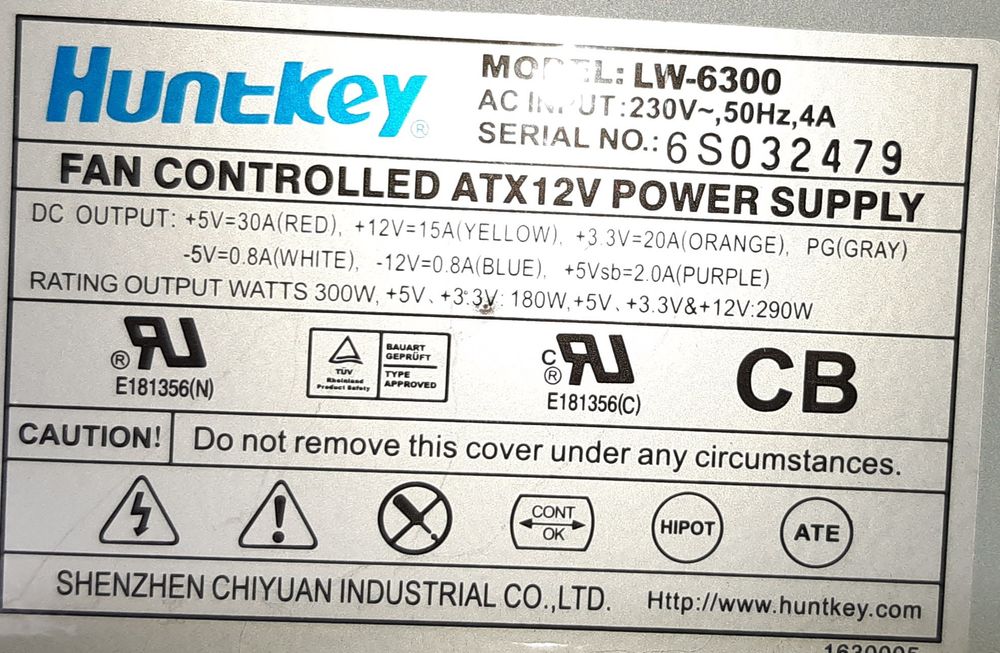 HUntKey®
MODEL: LW-6300
AC INPUT:230V~,50Hz,4A
SERIAL NO.: 6S032479
FAN CONTROLLED ATX12V POWER SUPPLY
DC OUTPUT: +5V=30A(RED), +12V=15A(YELLOW), +3.3V=20A(ORANGE), PG(GRAY)
-5V=0.8A(WHITE), -12V=0.8A(BLUE), +5Vsb=2.0A(PURPLE)
RATING OUTPUT WATTS 300W, +5V、+3.3V: 180W,+5V、+3.3V&+12V:290W
®
E181356(N)
TÜV
Rheinland
Product Safety
BAUART
GEPRÜFT
TYPE
APPROVED
C
®
E181356(C)
CB
CAUTION! Do not remove this cover under any circumstances.
CONT
OK
HIPOT
ATE
SHENZHEN CHIYUAN INDUSTRIAL CO.,LTD. Http://www.huntkey.com